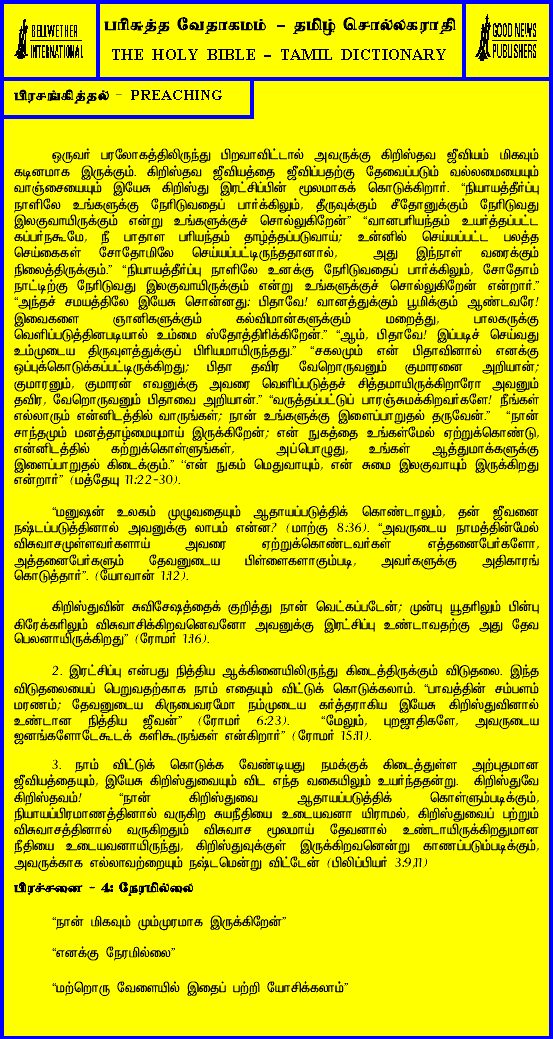 BELLWETHER
INTERNATIONAL
பரிசுத்த வேதாகமம் – தமிழ் சொல்லகராதி
THE HOLY BIBLE – TAMIL DICTIONARY
GOOD NEWS
PUBLISHERS
பிரசங்கித்தல் – PREACHING
ஒருவர் பரலோகத்திலிருந்து பிறவாவிட்டால் அவருக்கு கிறிஸ்தவ ஜீவியம் மிகவும்
கடினமாக இருக்கும். கிறிஸ்தவ ஜீவியத்தை ஜீவிப்பதற்கு தேவைப்படும் வல்லமையையும்
வாஞ்சையையும் இயேசு கிறிஸ்து இரட்சிப்பின் மூலமாகக் கொடுக்கிறார். “நியாயத்தீர்ப்பு
நாளிலே உங்களுக்கு நேரிடுவதைப் பார்க்கிலும், தீருவுக்கும் சீதோனுக்கும் நேரிடுவது
இலகுவாயிருக்கும் என்று உங்களுக்குச் சொல்லுகிறேன்” “வானபரியந்தம் உயர்த்தப்பட்ட
கப்பர்நகூமே, நீ பாதாள பரியந்தம் தாழ்த்தப்படுவாய்; உன்னில் செய்யப்பட்ட பலத்த
செய்கைகள் சோதோமிலே செய்யப்பட்டிருந்ததானால், அது இந்நாள் வரைக்கும்
நிலைத்திருக்கும்.” “நியாயத்தீர்ப்பு நாளிலே உனக்கு நேரிடுவதைப் பார்க்கிலும், சோதோம்
நாட்டிற்கு நேரிடுவது இலகுவாயிருக்கும் என்று உங்களுக்குச் சொல்லுகிறேன் என்றார்.”
“அந்தச் சமயத்திலே இயேசு சொன்னது: பிதாவே! வானத்துக்கும் பூமிக்கும் ஆண்டவரே!
இவைகளை ஞானிகளுக்கும் கல்விமான்களுக்கும் மறைத்து, பாலகருக்கு
வெளிப்படுத்தினபடியால் உம்மை ஸ்தோத்திரிக்கிறேன்.” “ஆம், பிதாவே! இப்படிச் செய்வது
உம்முடைய திருவுளத்துக்குப் பிரியமாயிருந்தது.” “சகலமும் என் பிதாவினால் எனக்கு
ஒப்புக்கொடுக்கப்பட்டிருக்கிறது; பிதா தவிர வேறொருவனும் குமாரனை அறியான்;
குமாரனும், குமாரன் எவனுக்கு அவரை வெளிப்படுத்தச் சித்தமாயிருக்கிறாரோ அவனும்
தவிர, வேறொருவனும் பிதாவை அறியான்.” “வருத்தப்பட்டுப் பாரஞ்சுமக்கிறவர்களே! நீங்கள்
எல்லாரும் என்னிடத்தில் வாருங்கள்; நான் உங்களுக்கு இளைப்பாறுதல் தருவேன்.” “நான்
சாந்தமும் மனத்தாழ்மையுமாய் இருக்கிறேன்; என் நுகத்தை உங்கள்மேல் ஏற்றுக்கொண்டு,
என்னிடத்தில் கற்றுக்கொள்ளுங்கள், அப்பொழுது, உங்கள் ஆத்துமாக்களுக்கு
இளைப்பாறுதல் கிடைக்கும்.” “என் நுகம் மெதுவாயும், என் சுமை இலகுவாயும் இருக்கிறது
என்றார்” (மத்தேயு 11:22-30).
“மனுஷன் உலகம் முழுவதையும் ஆதாயப்படுத்திக் கொண்டாலும், தன் ஜீவனை
நஷ்டப்படுத்தினால் அவனுக்கு லாபம் என்ன? (மாற்கு 8:36). “அவருடைய நாமத்தின்மேல்
விசுவாசமுள்ளவர்களாய் அவரை ஏற்றுக்கொண்டவர்கள் எத்தனைபேர்களோ,
அத்தனைபேர்களும் தேவனுடைய பிள்ளைகளாகும்படி, அவர்களுக்கு அதிகாரங்
கொடுத்தார்”. (யோவான் 1:12).
கிறிஸ்துவின் சுவிசேஷத்தைக் குறித்து நான் வெட்கப்படேன்; முன்பு யூதரிலும் பின்பு
கிரேக்கரிலும் விசுவாசிக்கிறவனெவனோ அவனுக்கு இரட்சிப்பு உண்டாவதற்கு அது தேவ
பெலனாயிருக்கிறது” (ரோமர் 1:16).
2. இரட்சிப்பு என்பது நித்திய ஆக்கினையிலிருந்து கிடைத்திருக்கும் விடுதலை. இந்த
விடுதலையைப் பெறுவதற்காக நாம் எதையும் விட்டுக் கொடுக்கலாம். “பாவத்தின் சம்பளம்
மரணம்; தேவனுடைய கிருபைவரமோ நம்முடைய கர்த்தராகிய இயேசு கிறிஸ்துவினால்
உண்டான நித்திய ஜீவன்” (ரோமர் 6:23). “மேலும், புறஜாதிகளே, அவருடைய
ஜனங்களோடேகூடக் களிகூருங்கள் என்கிறார்” (ரோமர் 15:11).
3. நாம் விட்டுக் கொடுக்க வேண்டியது நமக்குக் கிடைத்துள்ள அற்புதமான
ஜீவியத்தையும், இயேசு கிறிஸ்துவையும் விட எந்த வகையிலும் உயர்ந்ததன்று. கிறிஸ்துவே
கிறிஸ்தவம்! “நான் கிறிஸ்துவை ஆதாயப்படுத்திக் கொள்ளும்படிக்கும்,
நியாயப்பிரமாணத்தினால் வருகிற சுயநீதியை உடையவனா யிராமல், கிறிஸ்துவைப் பற்றும்
விசுவாசத்தினால் வருகிறதும் விசுவாச மூலமாய் தேவனால் உண்டாயிருக்கிறதுமான
நீதியை உடையவனாயிருந்து, கிறிஸ்துவுக்குள் இருக்கிறவனென்று காணப்படும்படிக்கும்,
அவருக்காக எல்லாவற்றையும் நஷ்டமென்று விட்டேன் (பிலிப்பியர் 3:9,11)
பிரச்சனை – 4: நேரமில்லை
“நான் மிகவும் மும்முரமாக இருக்கிறேன்”
“எனக்கு நேரமில்லை”
“மற்றொரு வேளையில் இதைப் பற்றி யோசிக்கலாம்”